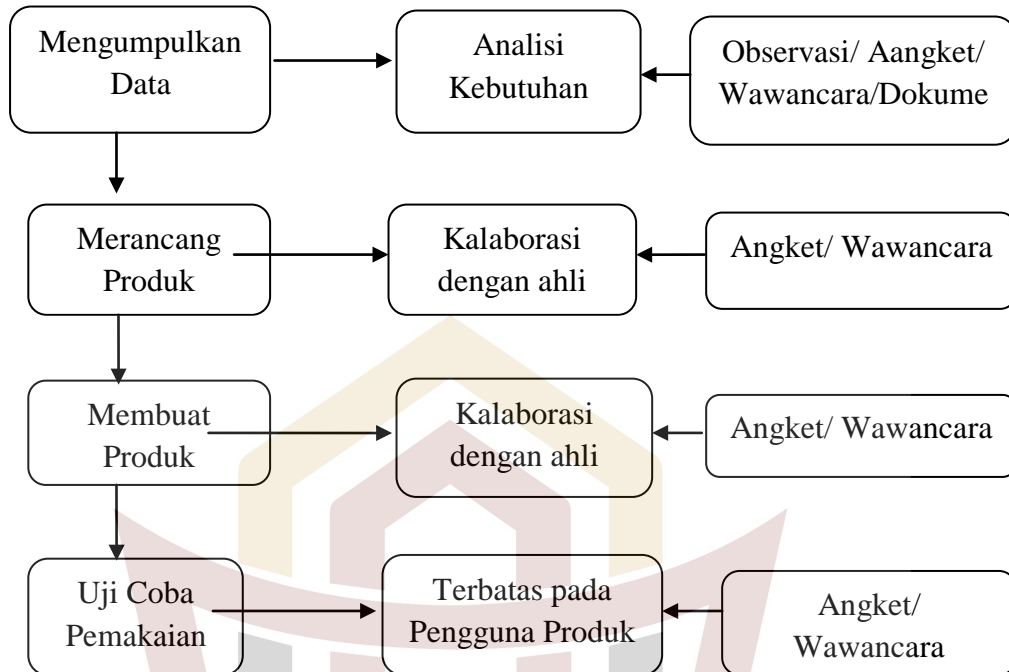 Mengumpulkan
Data
Analisi
Kebutuhan
Observasi/ Aangket/
Wawancara/Dokume
Merancang
Produk
Kalaborasi
dengan ahli
Angket/ Wawancara
Membuat
Produk
Kalaborasi
dengan ahli
Angket/ Wawancara
Uji Coba
Pemakaian
Terbatas pada
Pengguna Produk
Angket/
Wawancara